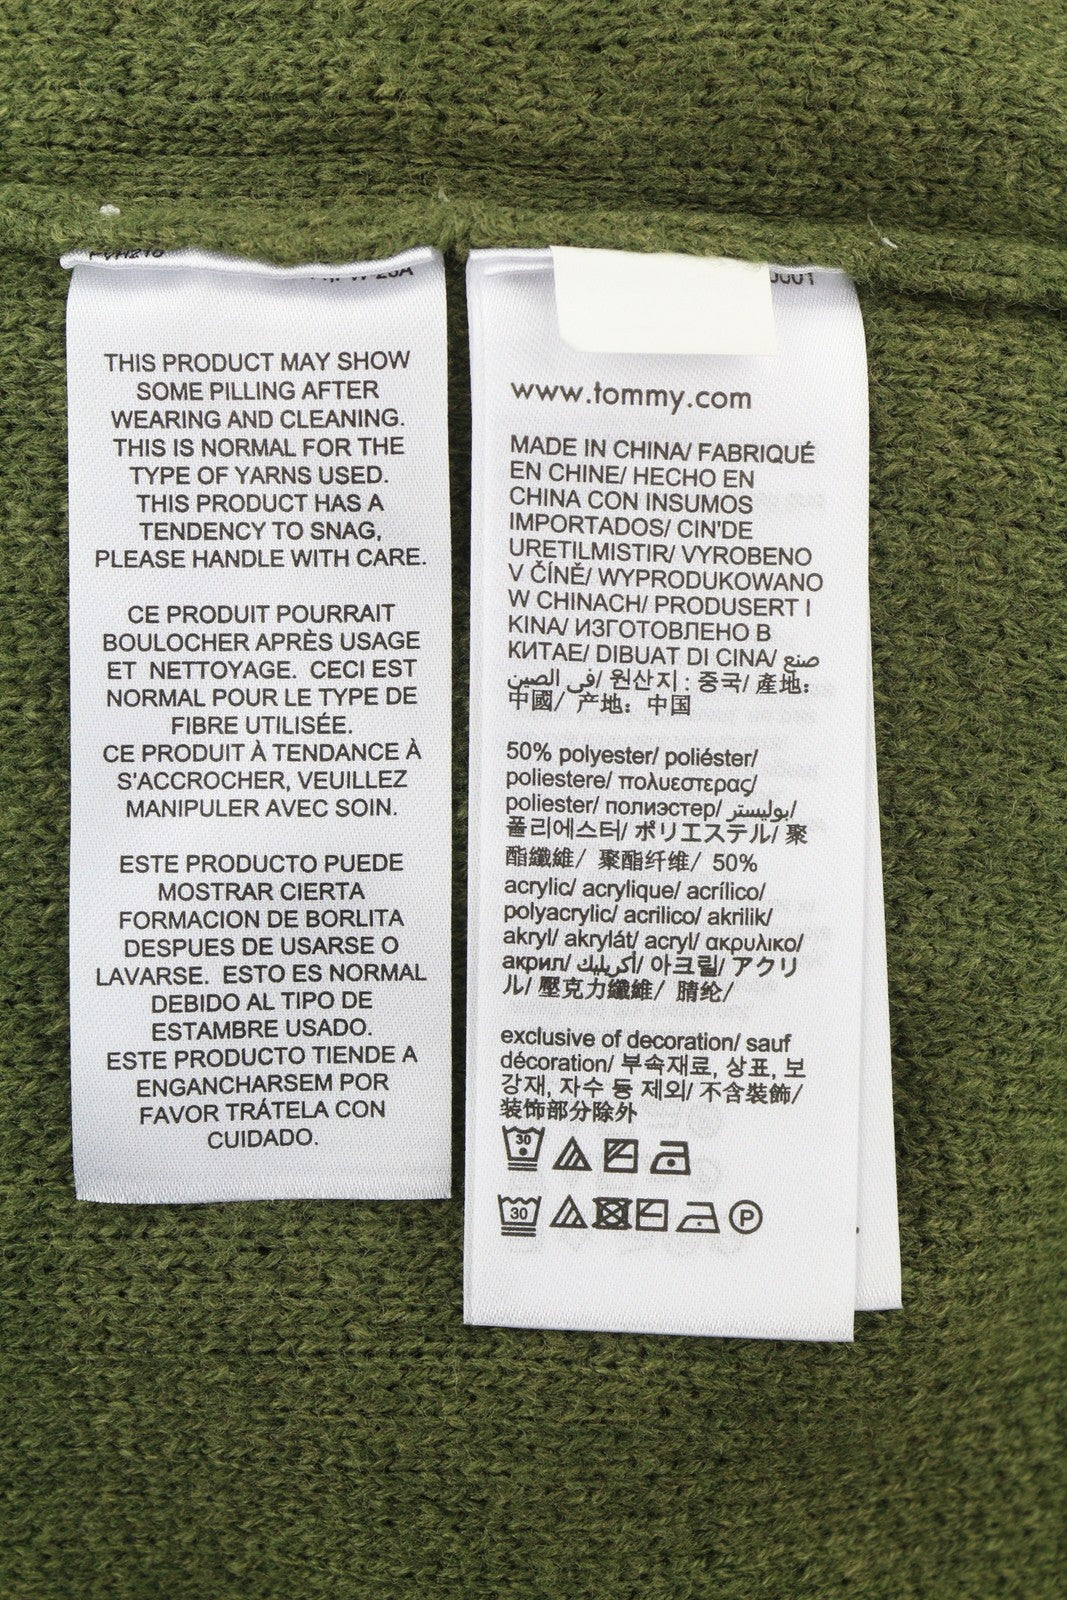 THIS PRODUCT MAY SHOW
SOME PILLING AFTER
WEARING AND CLEANING.
THIS IS NORMAL FOR THE
TYPE OF YARNS USED.
THIS PRODUCT HAS A
TENDENCY TO SNAG,
PLEASE HANDLE WITH CARE.
CE PRODUIT POURRAIT
BOULOCHER APRÈS USAGE
ET NETTOYAGE. CECI EST
NORMAL POUR LE TYPE DE
FIBRE UTILISÉE.
CE PRODUIT À TENDANCE À
S'ACCROCHER, VEUILLEZ
MANIPULER AVEC SOIN.
ESTE PRODUCTO PUEDE
MOSTRAR CIERTA
FORMACION DE BORLITA
DESPUES DE USARSE O
LAVARSE. ESTO ES NORMAL
DEBIDO AL TIPO DE
ESTAMBRE USADO.
ESTE PRODUCTO TIENDE A
ENGANCHARSEM POR
FAVOR TRÁTELA CON
CUIDADO.
www.tommy.com
MADE IN CHINA/ FABRIQUÉ
EN CHINE/ HECHO EN
CHINA CON INSUMOS
IMPORTADOS/ CIN'DE
URETILMISTIR/ VYROBENO
V ČÍNĚ/ WYPRODUKOWANO
W CHINACH/ PRODUSERT I
KINA/ ИЗГОТОВЛЕНО В
КИТАЕ/ DIBUAT DI CINA/ صنع
في الصين/ 원산지 : 중국/ 產地：
中國/ 产地：中国
50% polyester/ poliéster/
poliestere/ πολυεστερας/
poliester/ полиэстер/ بوليستر/
폴리에스터/ ポリエステル/ 聚
酯纖維/ 聚酯纤维/ 50%
acrylic/ acrylique/ acrílico/
polyacrylic/ acrilico/ akrilik/
akryl/ akrylát/ acryl/ ακρυλικο/
акрил/ أكريليك/ 아크릴/ アクリ
ル/ 壓克力纖維/ 腈纶/
exclusive of decoration/ sauf
décoration/ 부속재료, 상표, 보
강재, 자수 등 제외/ 不含裝飾/
装饰部分除外
30
30 P